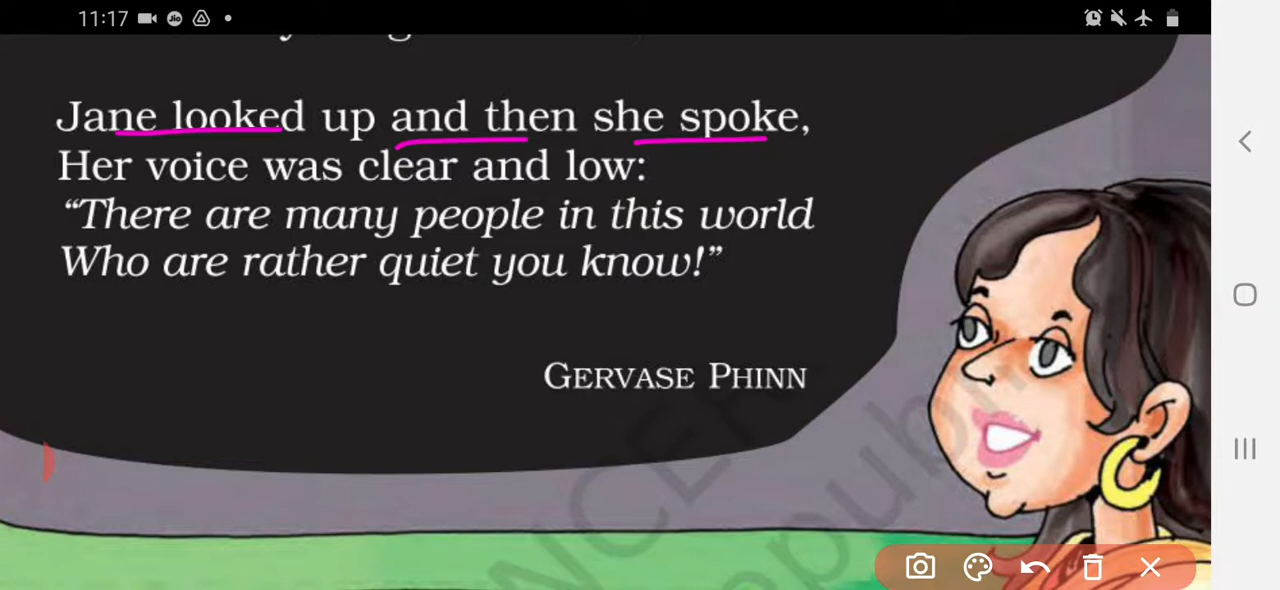 11:17
Jane looked up and then she spoke,
Her voice was clear and low:
“There are many people in this world
Who are rather quiet you know!”
GERVASE PHINN